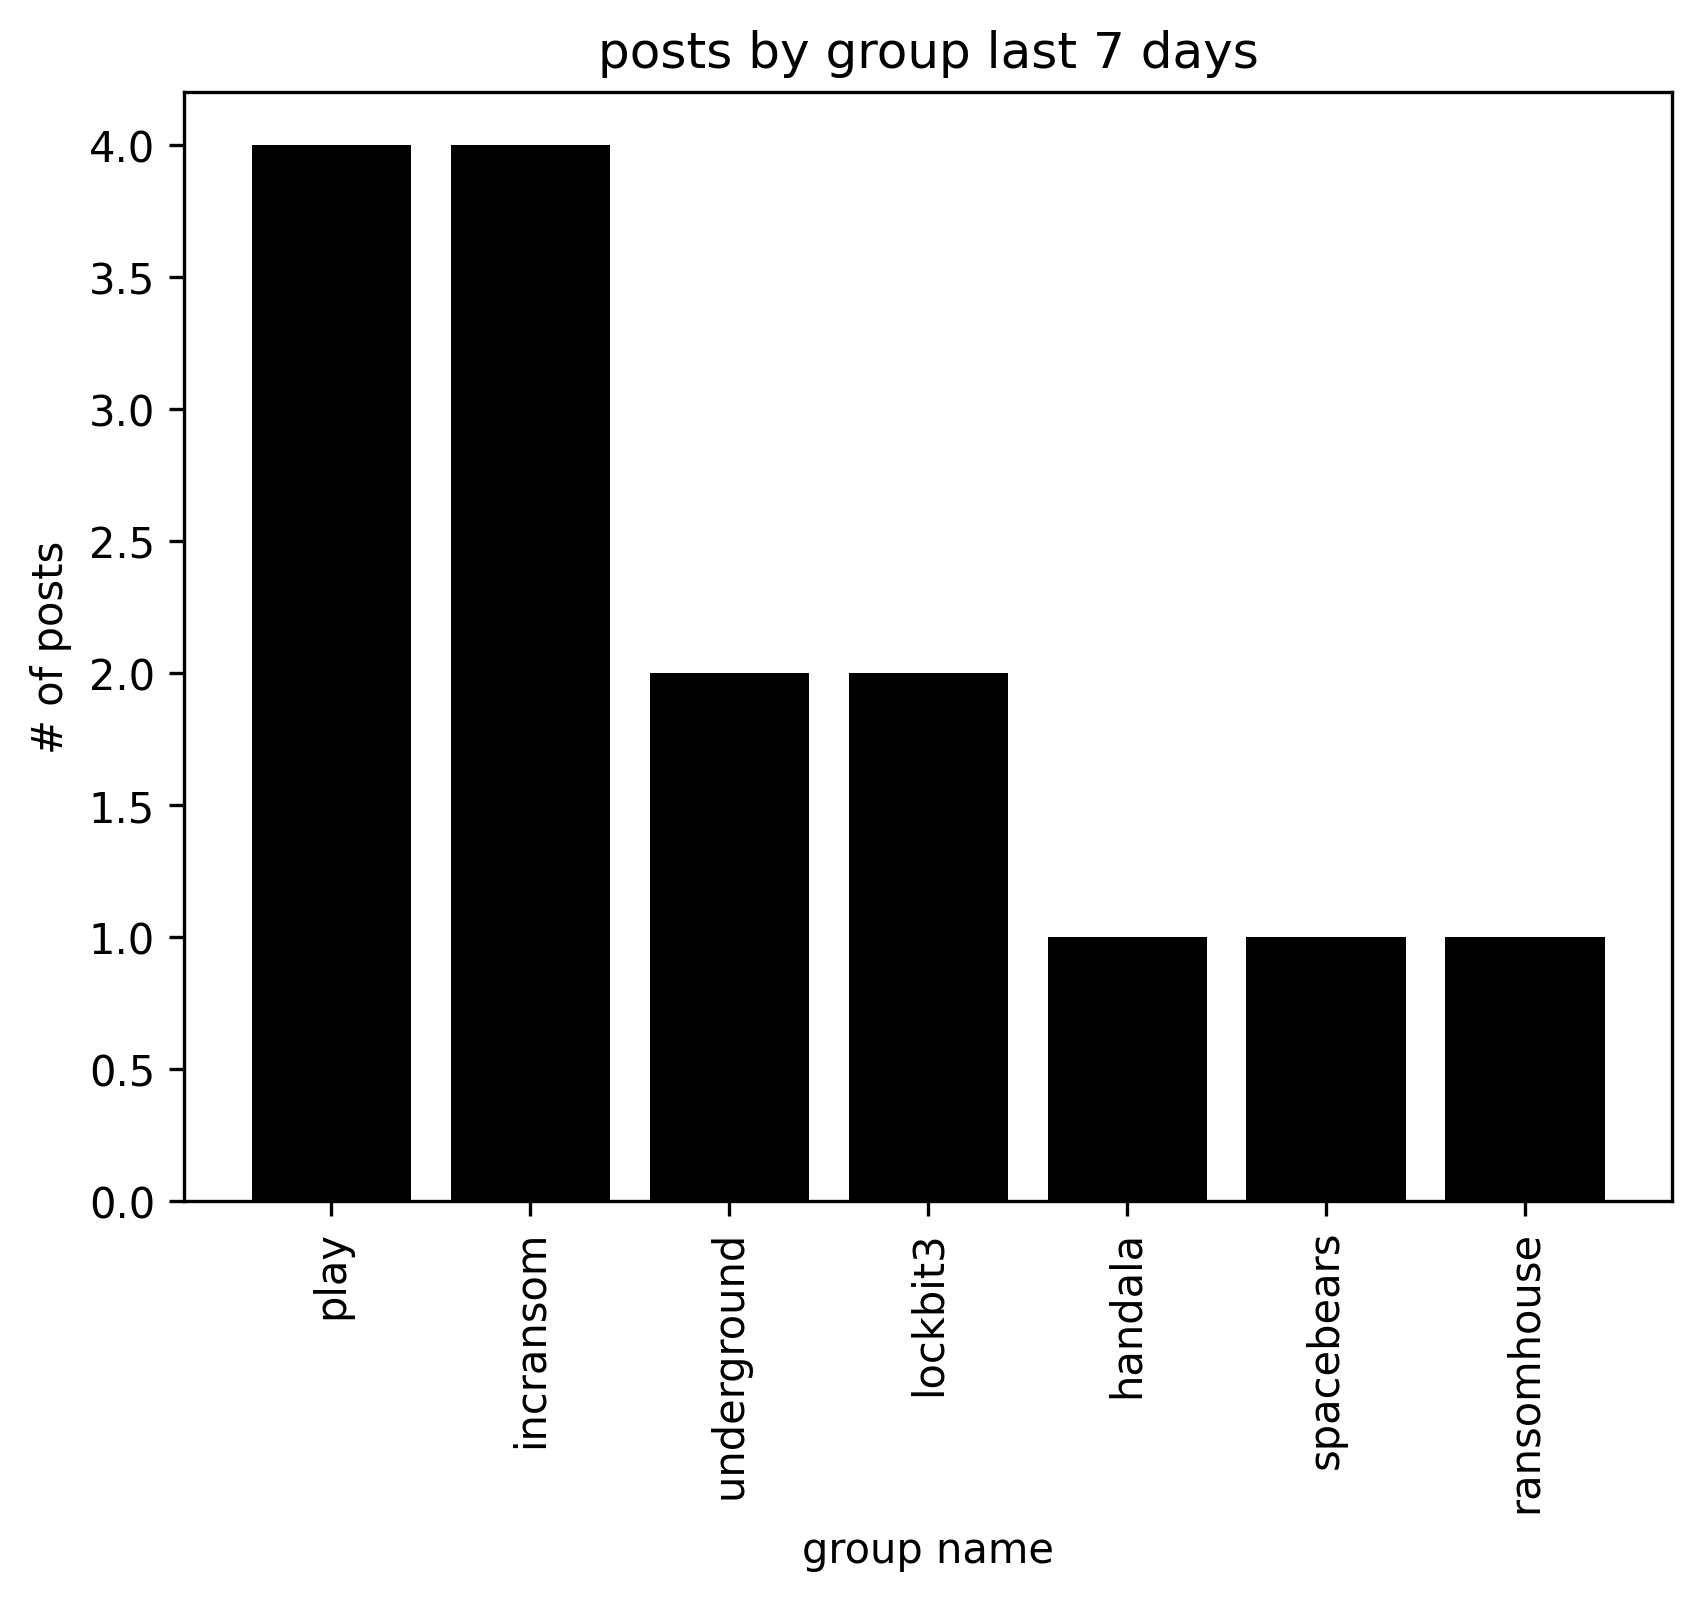 posts by group last 7 days
4.0
3.5
3.0
2.5
2.0
1.5
1.0
0.5
0.0
# of posts
play
incransom
underground
lockbit3
handala
spacebears
ransomhouse
group name